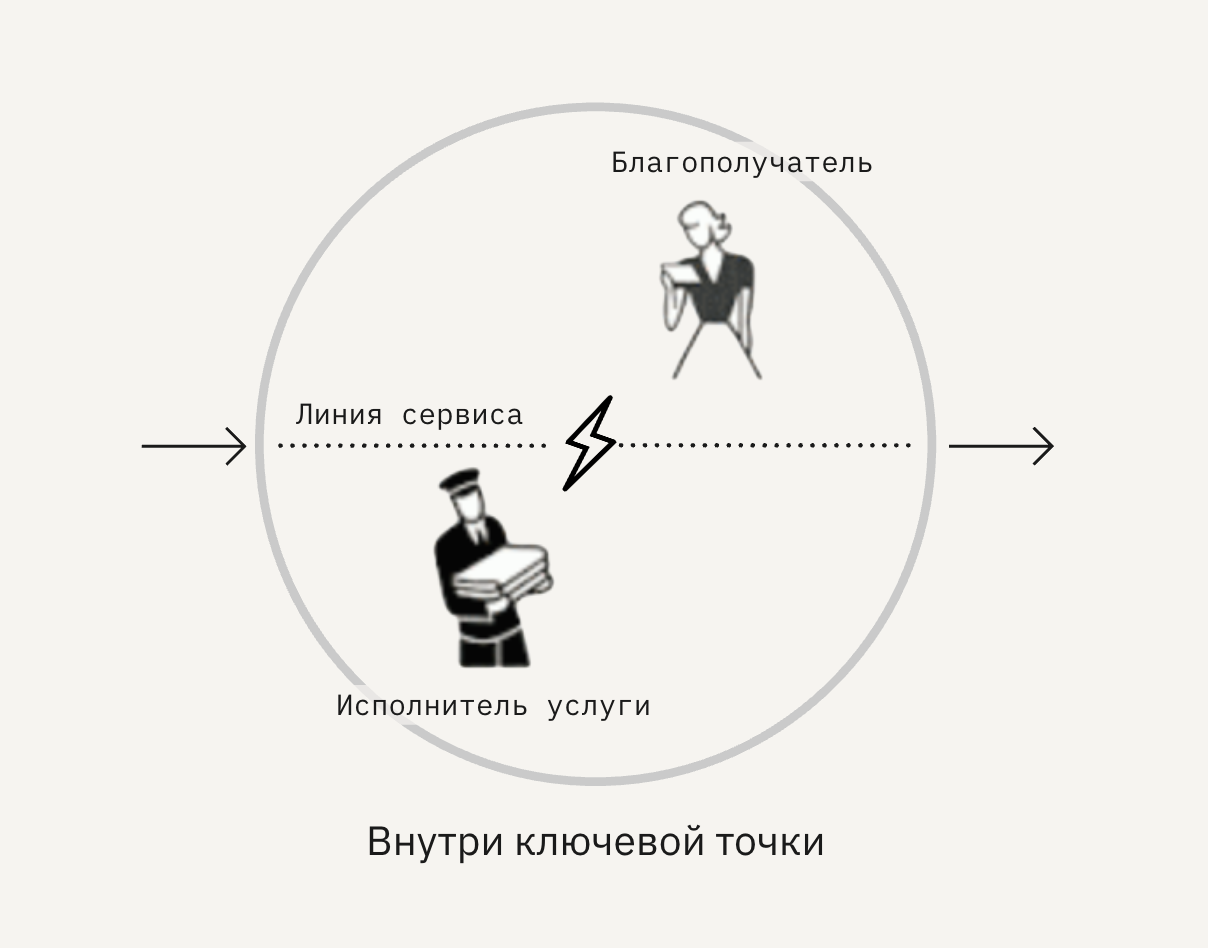 Благополучатель
Линия сервиса
Исполнитель услуги
Внутри ключевой точки